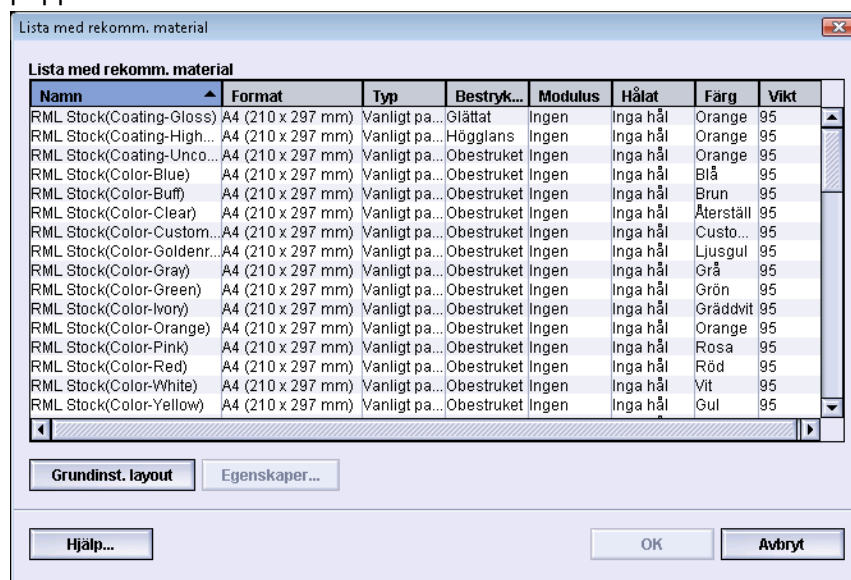 Lista med rekomm. material
Lista med rekomm. material
Namn Format Typ Bestryk... Modulus Hålat Färg Vikt
RML Stock(Coating-Gloss) A4 (210 x 297 mm) Vanligt pa... Glättat Ingen Inga hål Orange 95
RML Stock(Coating-High... A4 (210 x 297 mm) Vanligt pa... Högglans Ingen Inga hål Orange 95
RML Stock(Coating-Unco... A4 (210 x 297 mm) Vanligt pa... Obestruket Ingen Inga hål Orange 95
RML Stock(Color-Blue) A4 (210 x 297 mm) Vanligt pa... Obestruket Ingen Inga hål Blå 95
RML Stock(Color-Buff) A4 (210 x 297 mm) Vanligt pa... Obestruket Ingen Inga hål Brun 95
RML Stock(Color-Clear) A4 (210 x 297 mm) Vanligt pa... Obestruket Ingen Inga hål Återställ 95
RML Stock(Color-Custom... A4 (210 x 297 mm) Vanligt pa... Obestruket Ingen Inga hål Custo... 95
RML Stock(Color-Goldenr... A4 (210 x 297 mm) Vanligt pa... Obestruket Ingen Inga hål Ljusgul 95
RML Stock(Color-Gray) A4 (210 x 297 mm) Vanligt pa... Obestruket Ingen Inga hål Grå 95
RML Stock(Color-Green) A4 (210 x 297 mm) Vanligt pa... Obestruket Ingen Inga hål Grön 95
RML Stock(Color-Ivory) A4 (210 x 297 mm) Vanligt pa... Obestruket Ingen Inga hål Gräddvit 95
RML Stock(Color-Orange) A4 (210 x 297 mm) Vanligt pa... Obestruket Ingen Inga hål Orange 95
RML Stock(Color-Pink) A4 (210 x 297 mm) Vanligt pa... Obestruket Ingen Inga hål Rosa 95
RML Stock(Color-Red) A4 (210 x 297 mm) Vanligt pa... Obestruket Ingen Inga hål Röd 95
RML Stock(Color-White) A4 (210 x 297 mm) Vanligt pa... Obestruket Ingen Inga hål Vit 95
RML Stock(Color-Yellow) A4 (210 x 297 mm) Vanligt pa... Obestruket Ingen Inga hål Gul 95
Grundinst. layout Egenskaper...
Hjälp... OK Avbryt